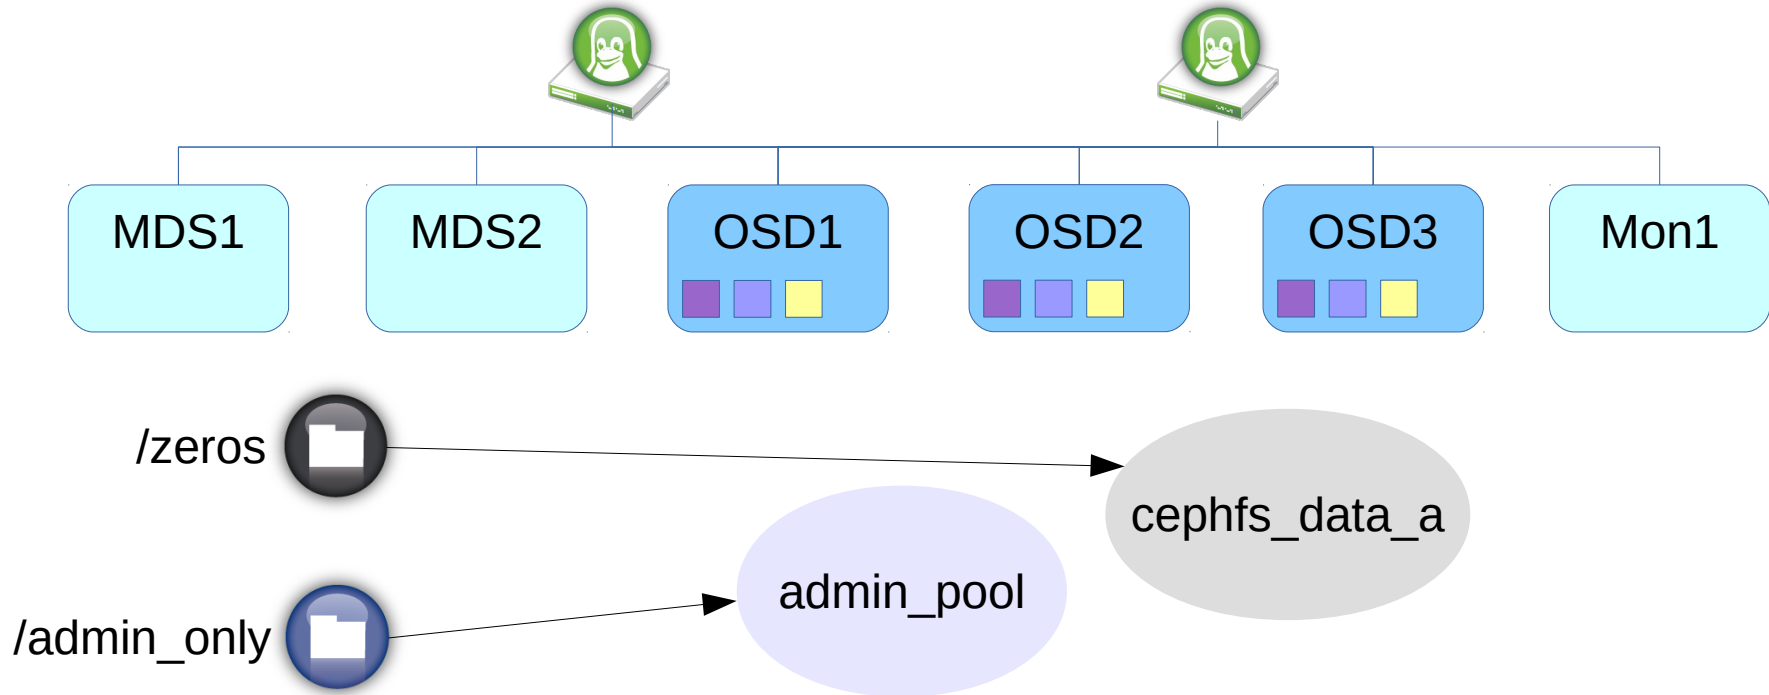 MDS1
MDS2
OSD1
OSD2
OSD3
Mon1
/zeros
cephfs_data_a
admin_pool
/admin_only